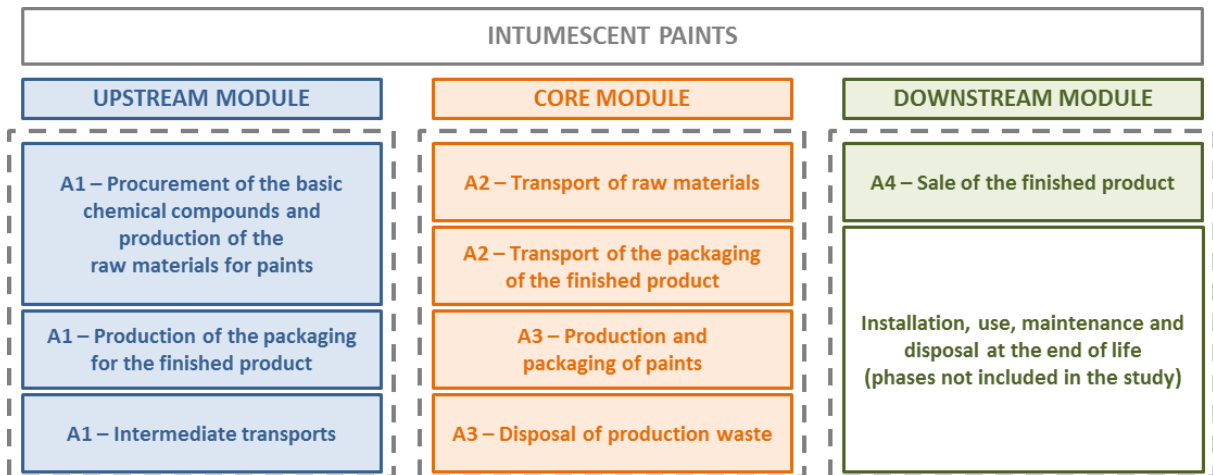 INTUMESCENT PAINTS
UPSTREAM MODULE
A1 – Procurement of the basic
chemical compounds and
production of the
raw materials for paints
A1 – Production of the packaging
for the finished product
A1 – Intermediate transports
CORE MODULE
A2 – Transport of raw materials
A2 – Transport of the packaging
of the finished product
A3 – Production and
packaging of paints
A3 – Disposal of production waste
DOWNSTREAM MODULE
A4 – Sale of the finished product
Installation, use, maintenance and
disposal at the end of life
(phases not included in the study)